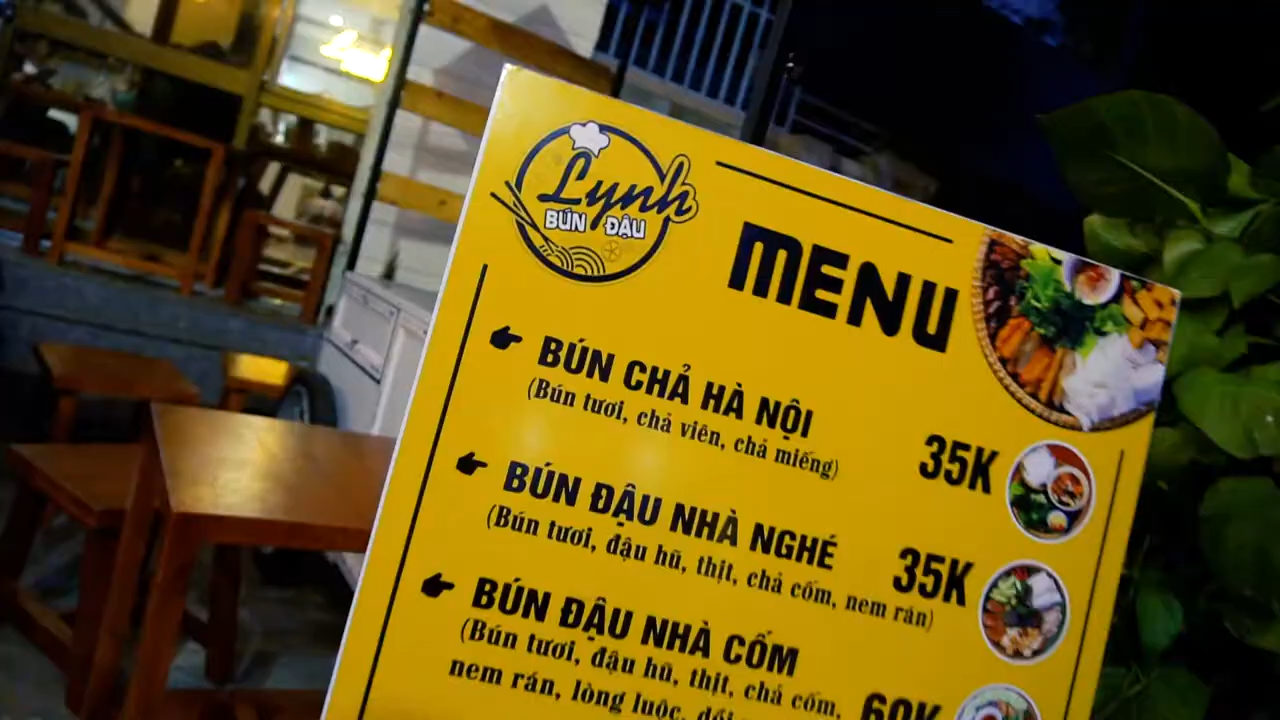 Lynh
BÚN ĐẬU
MENU
BÚN CHẢ HÀ NỘI
(Bún tươi, chả viên, chả miếng)
35K
BÚN ĐẬU NHÀ NGHÉ
35K
(Bún tươi, đậu hũ, thịt, chả cốm, nem rán)
BÚN ĐẬU NHÀ CỐM
(Bún tươi, đậu hũ, thịt, chả cốm,
60K
nem rán, lòng luộc, dồi